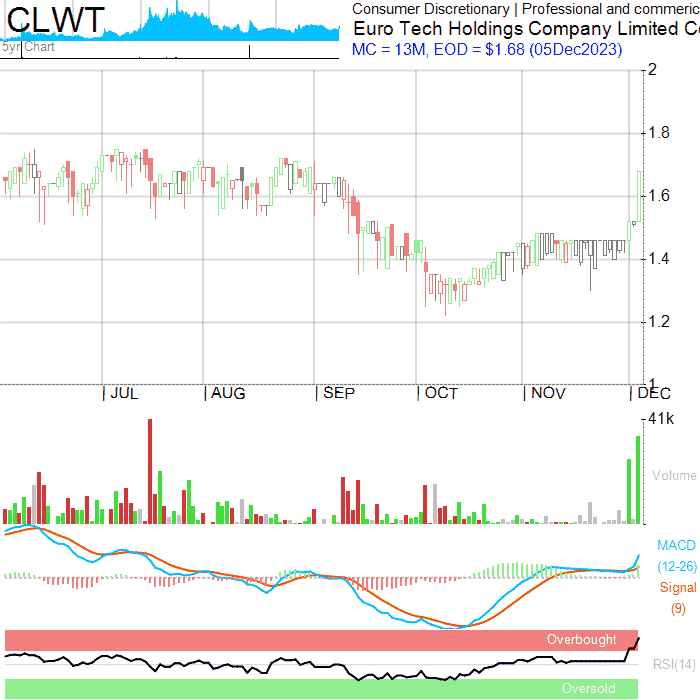 CLWT
5yr Chart
Consumer Discretionary | Professional and commeric
Euro Tech Holdings Company Limited Co
MC = 13M, EOD = $1.68 (05Dec2023)
2
1.8
1.6
1.4
1.2
1
JUL AUG SEP OCT NOV DEC
41k
Volume
MACD
(12-26)
Signal
(9)
Overbought
RSI(14)
Oversold